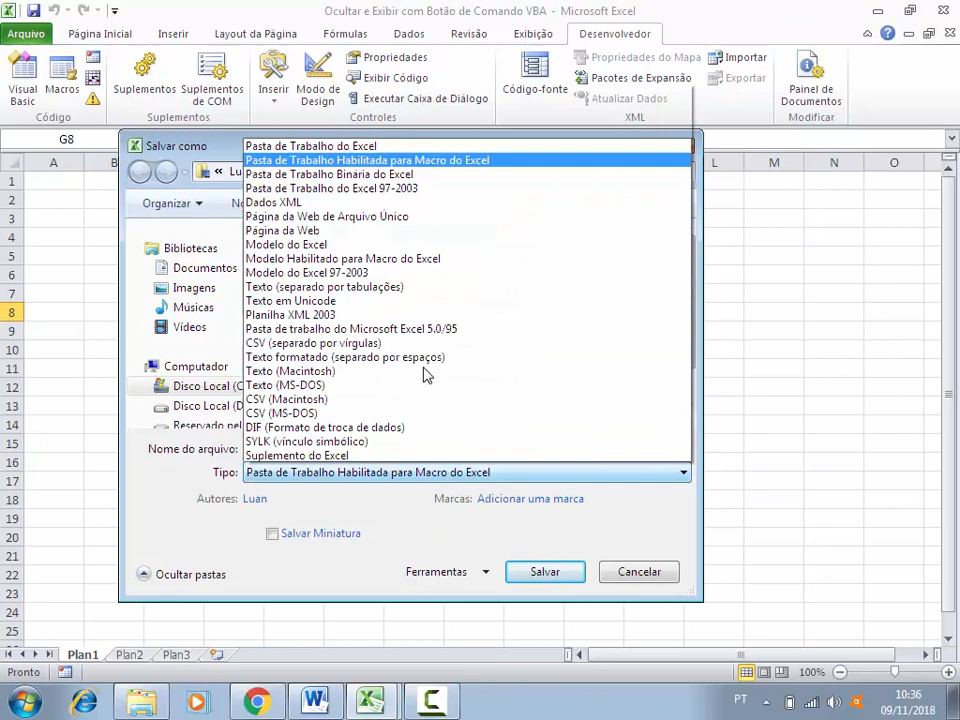 Ocultar e Exibir com Botão de Comando VBA - Microsoft Excel
Arquivo Página Inicial Inserir Layout da Página Fórmulas Dados Revisão Exibição Desenvolvedor
Visual Basic
Macros
Código
Suplementos
Suplementos de COM
Suplementos
Inserir
Modo de Design
Propriedades
Exibir Código
Executar Caixa de Diálogo
Controles
Código-fonte
Propriedades do Mapa
Pacotes de Expansão
Atualizar Dados
Importar
Exportar
XML
Painel de Documentos
Modificar
G8
A B L M N O
1
2
3
4
5
6
7
8
9
10
11
12
13
14
15
16
17
18
19
20
21
22
23
24
25
Salvar como
« Lu
Organizar
Bibliotecas
Documentos
Imagens
Músicas
Vídeos
Computador
Disco Local (C
Disco Local (D
Reservado pel
Pasta de Trabalho do Excel
Pasta de Trabalho Habilitada para Macro do Excel
Pasta de Trabalho Binária do Excel
Pasta de Trabalho do Excel 97-2003
Dados XML
Página da Web de Arquivo Único
Página da Web
Modelo do Excel
Modelo Habilitado para Macro do Excel
Modelo do Excel 97-2003
Texto (separado por tabulações)
Texto em Unicode
Planilha XML 2003
Pasta de trabalho do Microsoft Excel 5.0/95
CSV (separado por vírgulas)
Texto formatado (separado por espaços)
Texto (Macintosh)
Texto (MS-DOS)
CSV (Macintosh)
CSV (MS-DOS)
DIF (Formato de troca de dados)
SYLK (vínculo simbólico)
Suplemento do Excel
Nome do arquivo:
Tipo: Pasta de Trabalho Habilitada para Macro do Excel
Autores: Luan Marcas: Adicionar uma marca
Salvar Miniatura
Ocultar pastas Ferramentas Salvar Cancelar
Plan1 Plan2 Plan3
Pronto 100%
PT 10:36
09/11/2018